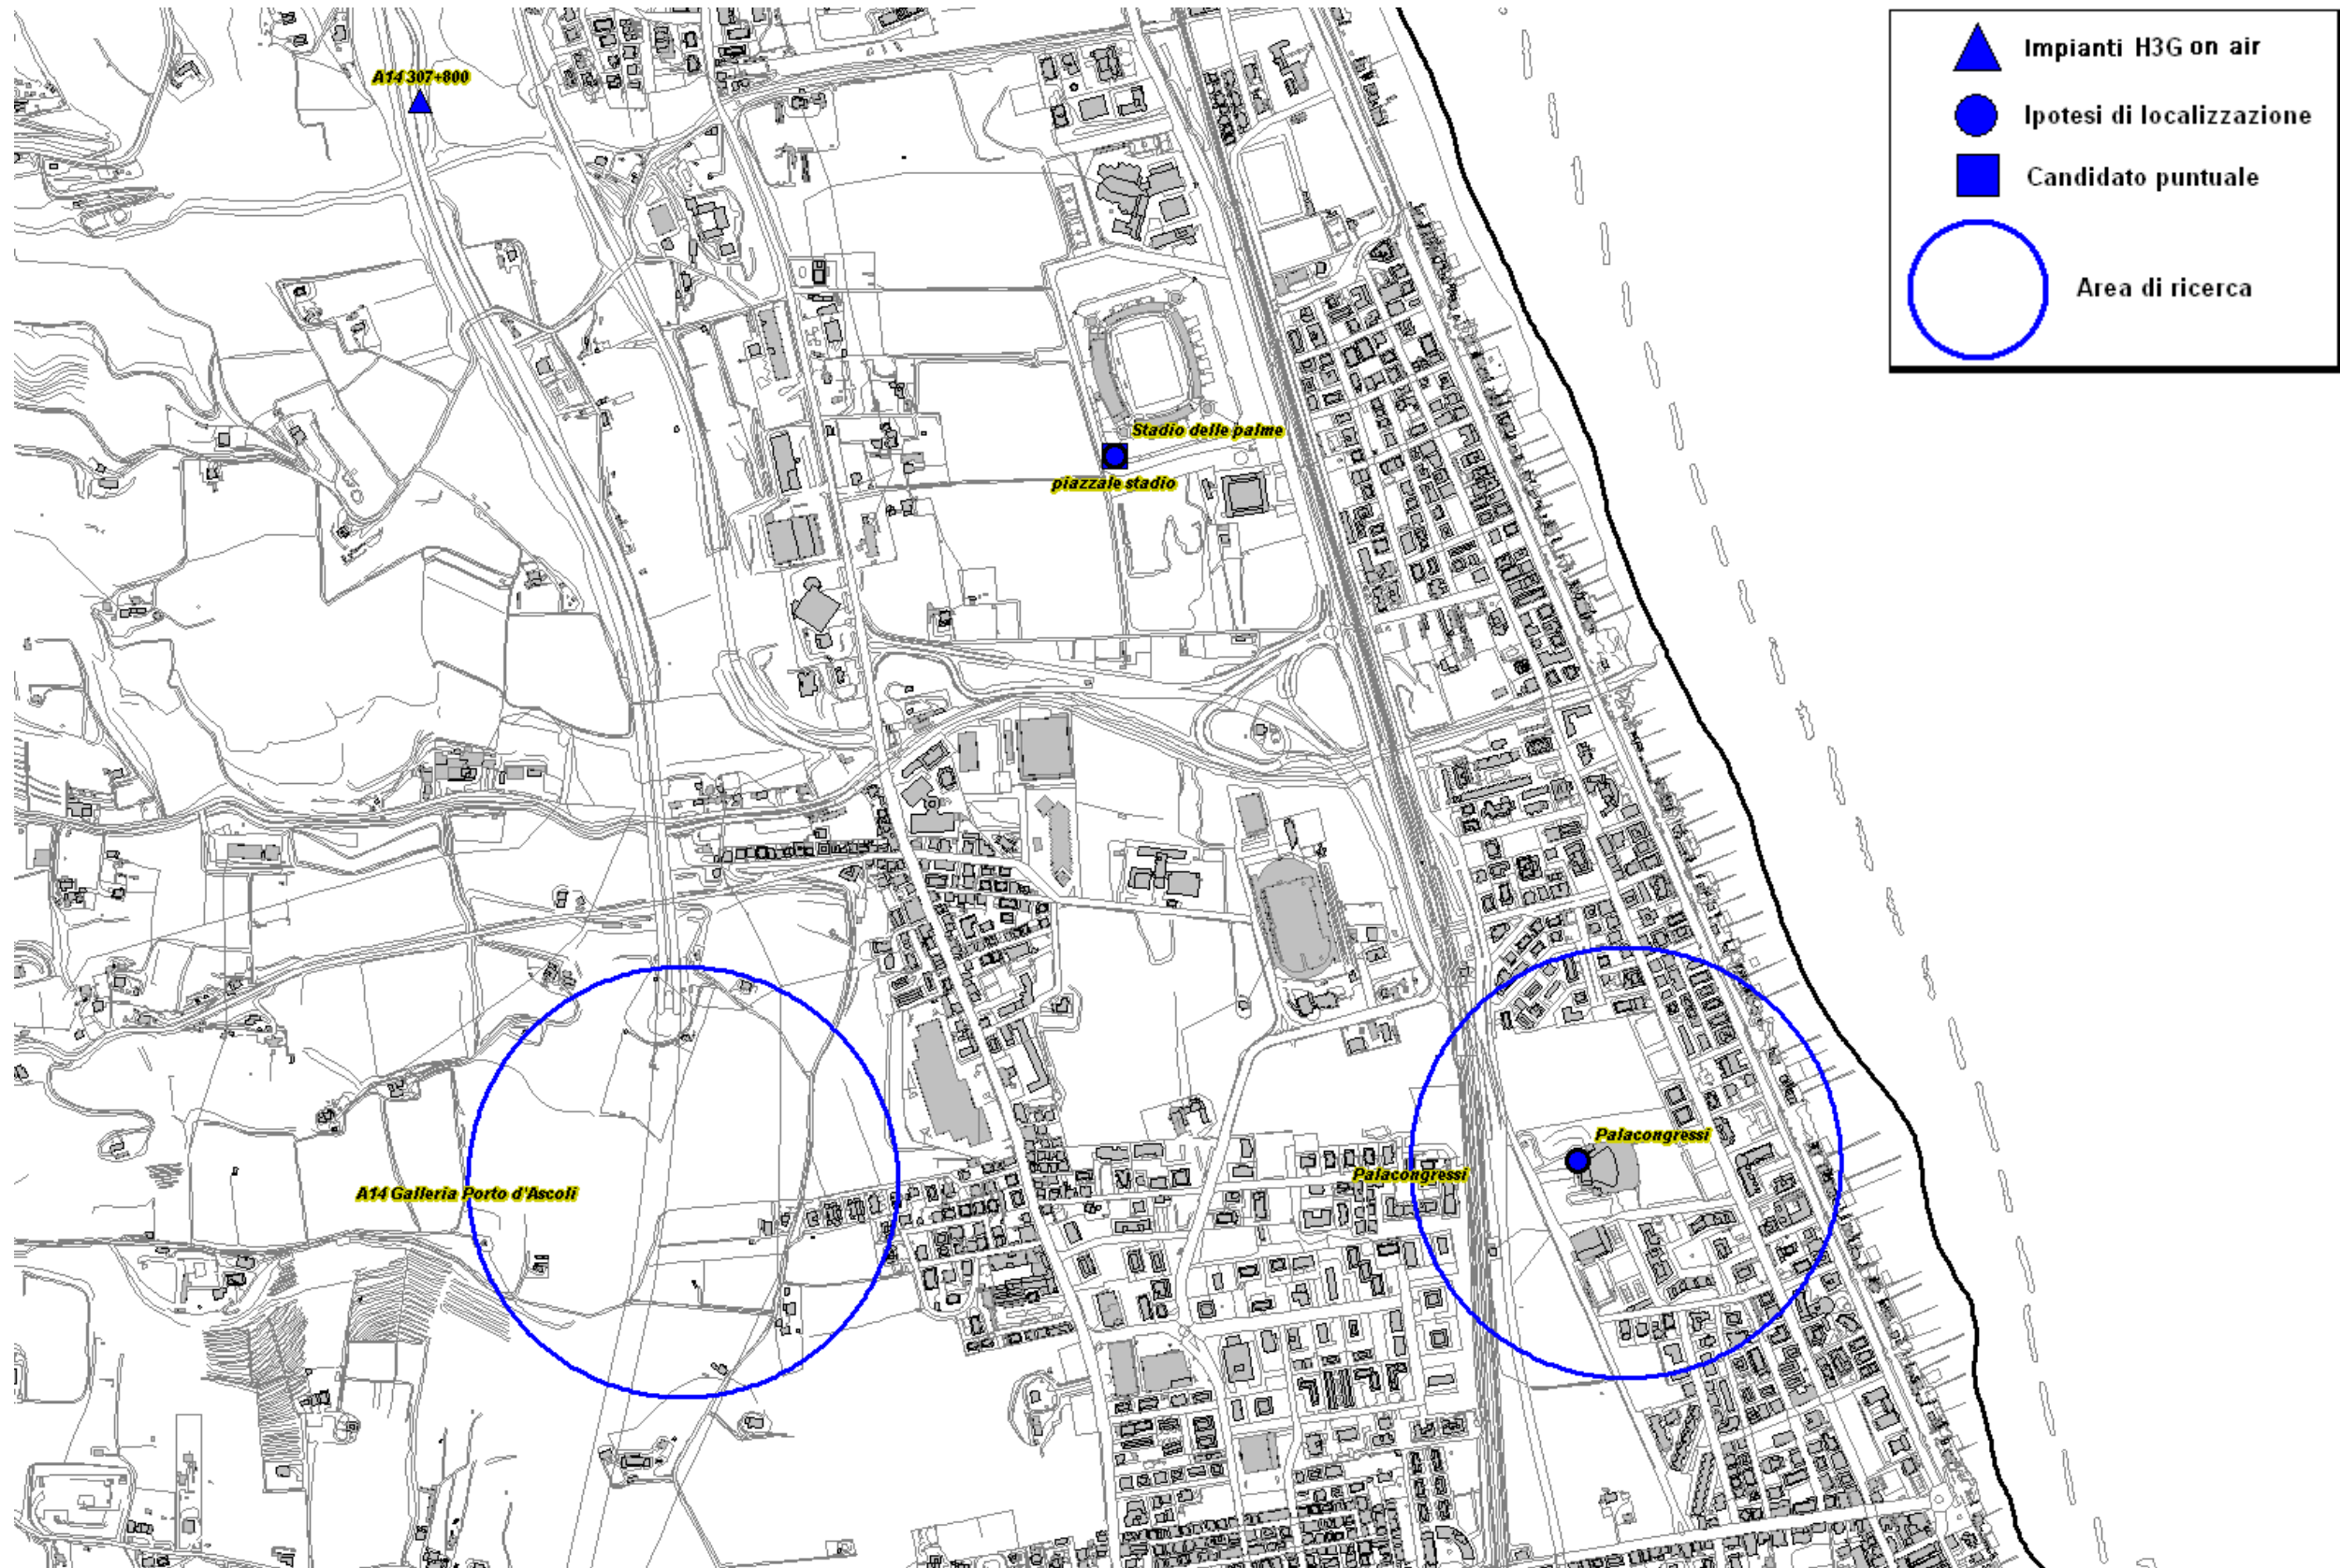 A14 307+800
Impianti H3G on air
Ipotesi di localizzazione
Candidato puntuale
Area di ricerca
Stadio delle palme
piazzale stadio
Palacongressi
Palacongressi
A14 Galleria Porto d'Ascoli